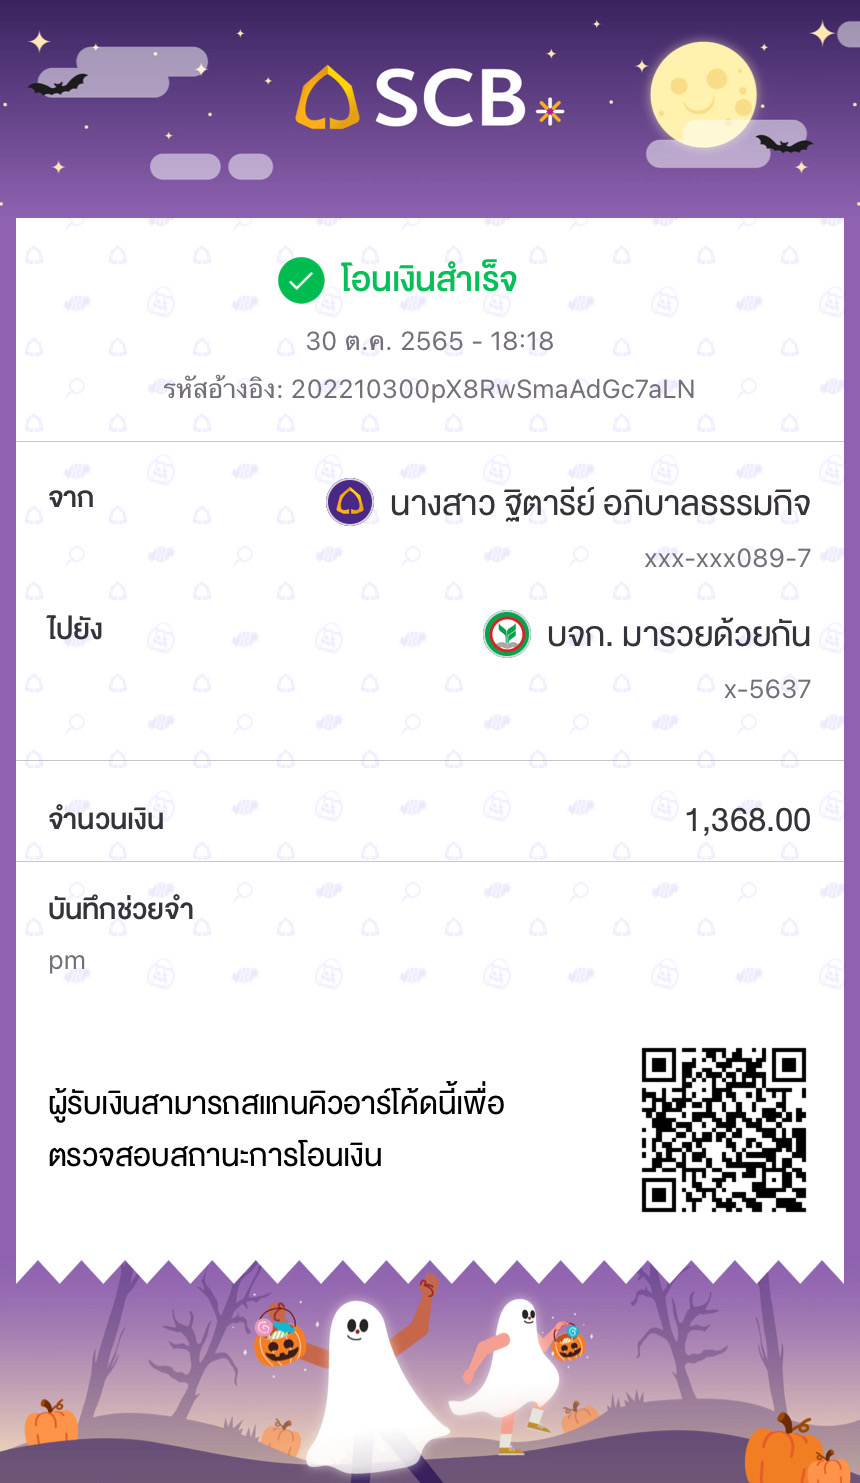 SCB
โอนเงินสำเร็จ
30 ต.ค. 2565 - 18:18
รหัสอ้างอิง: 202210300pX8RwSmaAdGc7aLN
จาก
นางสาว ฐิตารีย์ อภิบาลธรรมกิจ
xxx-xxx089-7
ไปยัง
บจก. มารวยด้วยกัน
x-5637
จำนวนเงิน
1,368.00
บันทึกช่วยจำ
pm
ผู้รับเงินสามารถสแกนคิวอาร์โค้ดนี้เพื่อ
ตรวจสอบสถานะการโอนเงิน